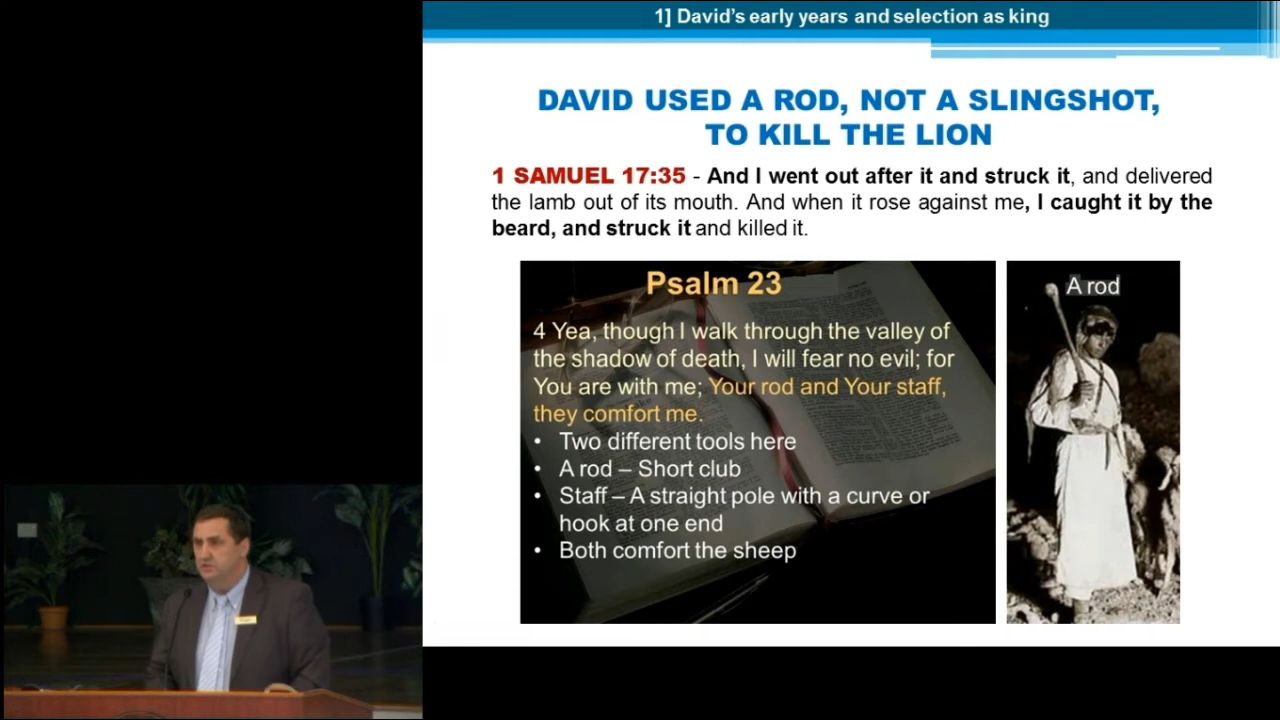 1] David's early years and selection as king
DAVID USED A ROD, NOT A SLINGSHOT,
TO KILL THE LION
1 SAMUEL 17:35 - And I went out after it and struck it, and delivered
the lamb out of its mouth. And when it rose against me, I caught it by the
beard, and struck it and killed it.
Psalm 23
4 Yea, though I walk through the valley of
the shadow of death, I will fear no evil; for
You are with me; Your rod and Your staff,
they comfort me.
• Two different tools here
• A rod – Short club
• Staff – A straight pole with a curve or
hook at one end
• Both comfort the sheep
A rod